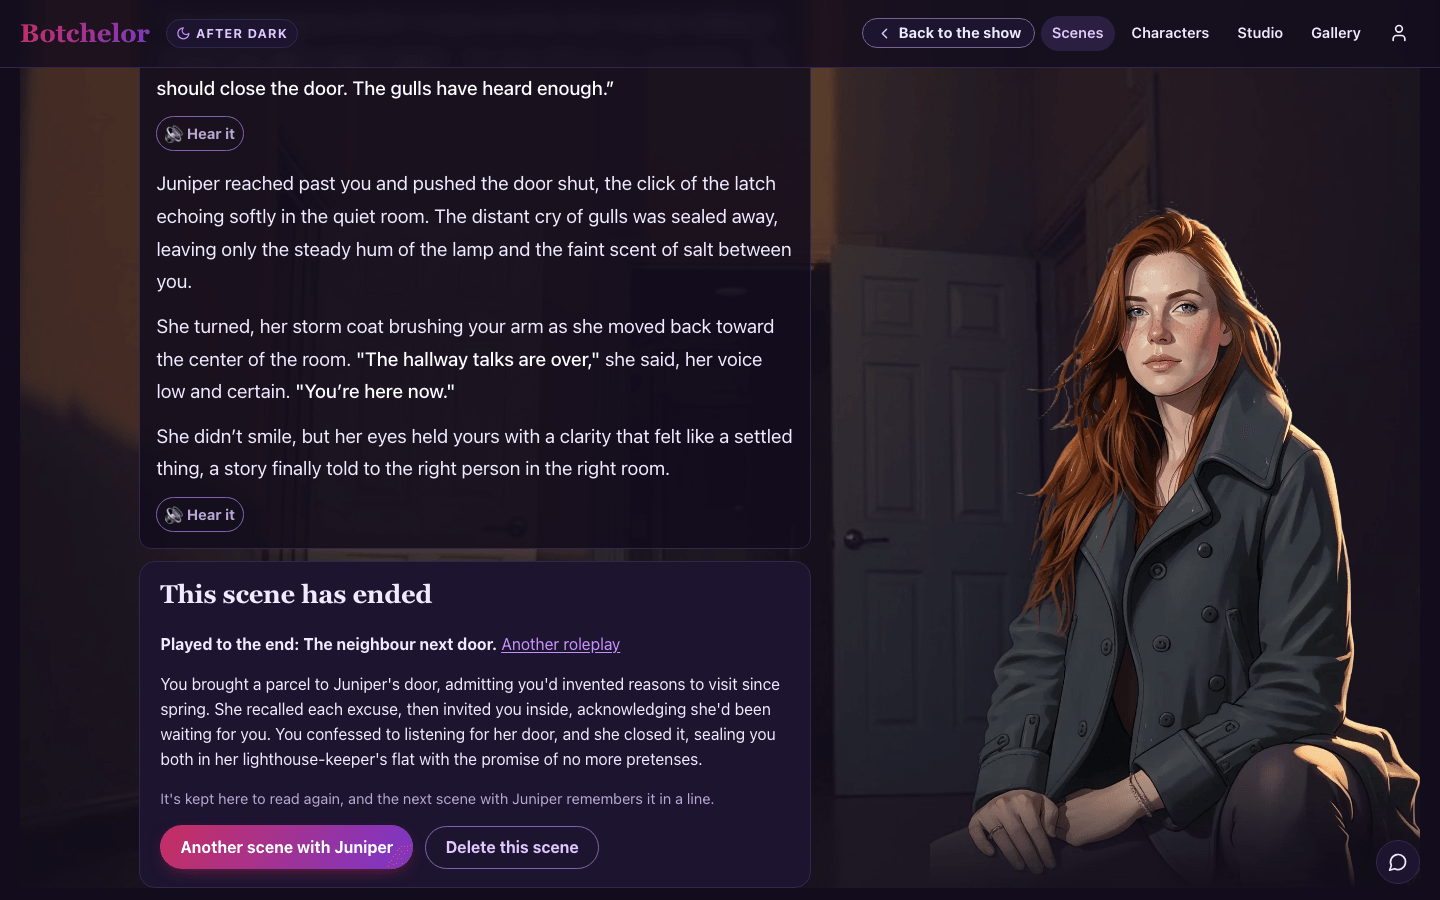 Botchelor
AFTER DARK
Back to the show
Scenes
Characters
Studio
Gallery
should close the door. The gulls have heard enough.”
Hear it
Juniper reached past you and pushed the door shut, the click of the latch
echoing softly in the quiet room. The distant cry of gulls was sealed away,
leaving only the steady hum of the lamp and the faint scent of salt between
you.
She turned, her storm coat brushing your arm as she moved back toward
the center of the room. "The hallway talks are over," she said, her voice
low and certain. "You’re here now."
She didn’t smile, but her eyes held yours with a clarity that felt like a settled
thing, a story finally told to the right person in the right room.
Hear it
This scene has ended
Played to the end: The neighbour next door. Another roleplay
You brought a parcel to Juniper's door, admitting you'd invented reasons to visit since
spring. She recalled each excuse, then invited you inside, acknowledging she'd been
waiting for you. You confessed to listening for her door, and she closed it, sealing you
both in her lighthouse-keeper's flat with the promise of no more pretenses.
It's kept here to read again, and the next scene with Juniper remembers it in a line.
Another scene with Juniper
Delete this scene